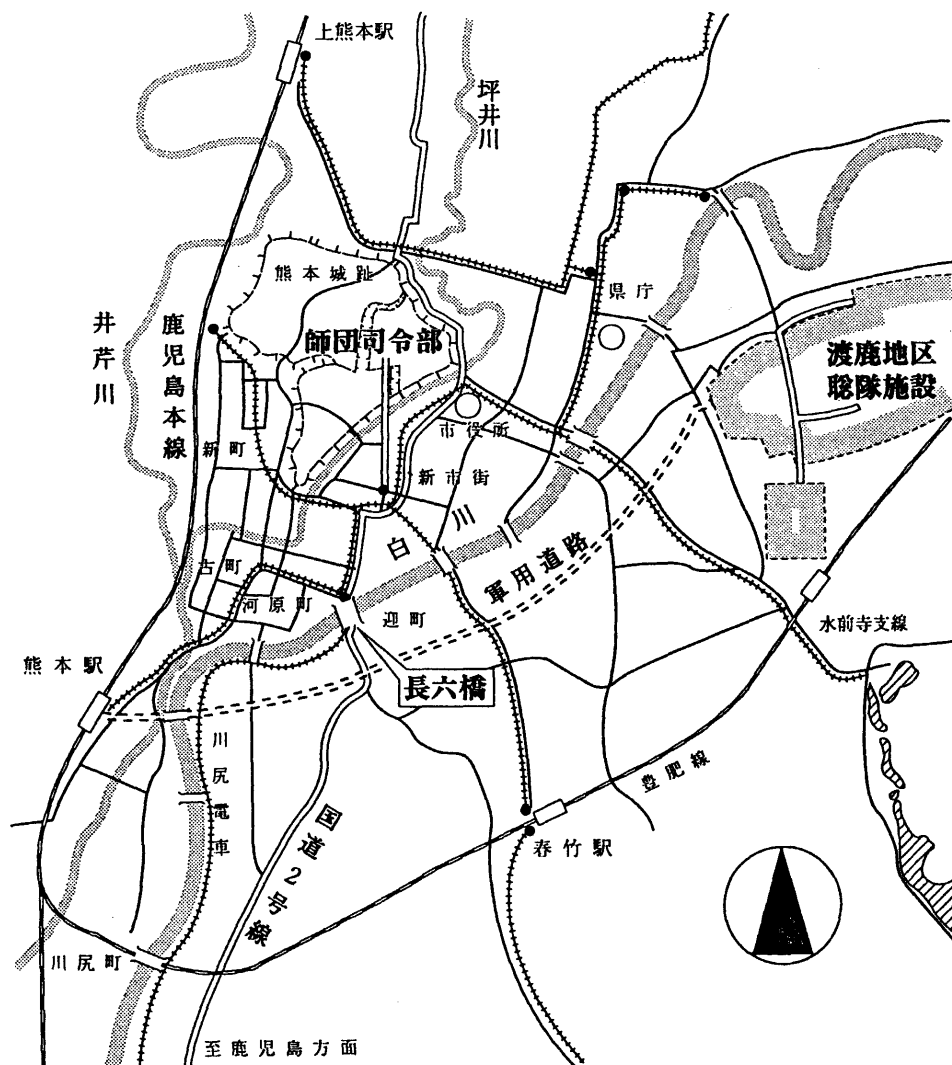 上熊本駅
坪井川
熊本城趾
県庁
井芹川
鹿児島本線
師団司令部
渡鹿地区
聡隊施設
市役所
新町
新市街
白川
軍用道路
古町
河原町
迎町
水前寺支線
熊本駅
長六橋
川尻電車
豊肥線
国道2号線
春竹駅
川尻町
至鹿児島方面